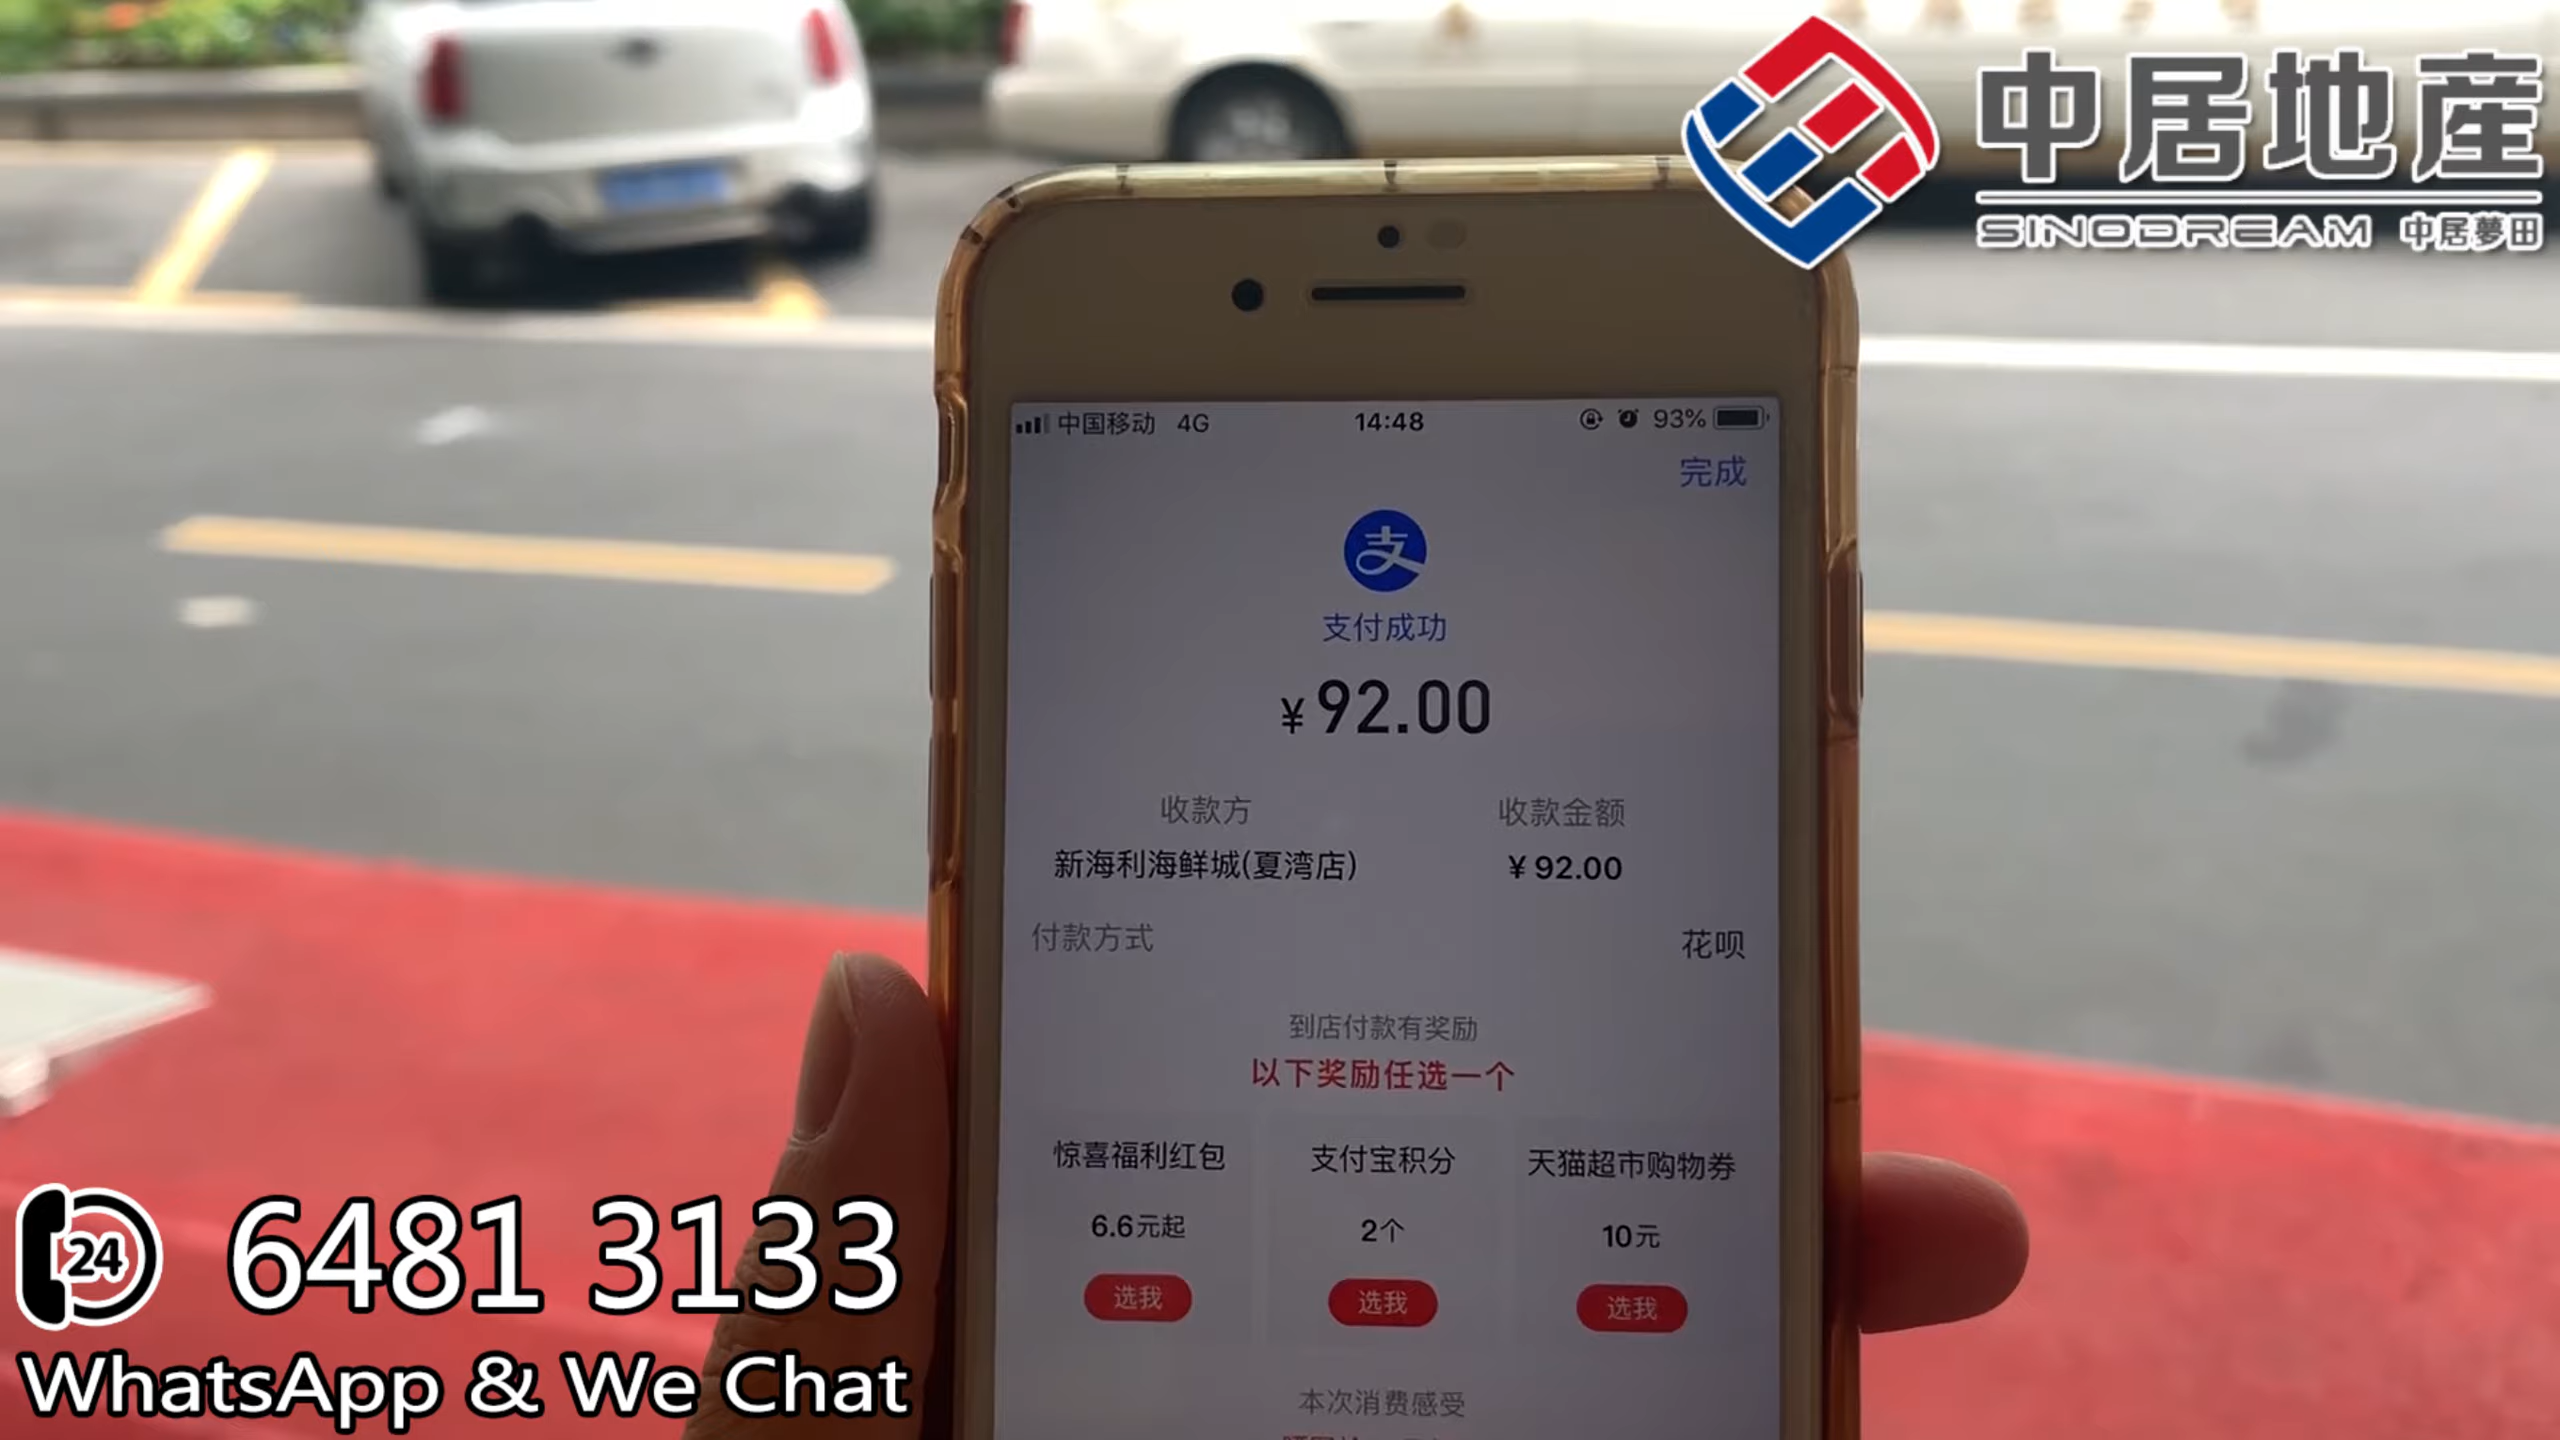 中居地産
SINODREAM 中居夢田
中国移动 4G 14:48 93%
完成
支
支付成功
¥92.00
收款方 收款金额
新海利海鲜城(夏湾店) ¥92.00
付款方式 花呗
到店付款有奖励
以下奖励任选一个
惊喜福利红包 支付宝积分 天猫超市购物券
6.6元起 2个 10元
选我 选我 选我
本次消费感受
24 6481 3133
WhatsApp & We Chat